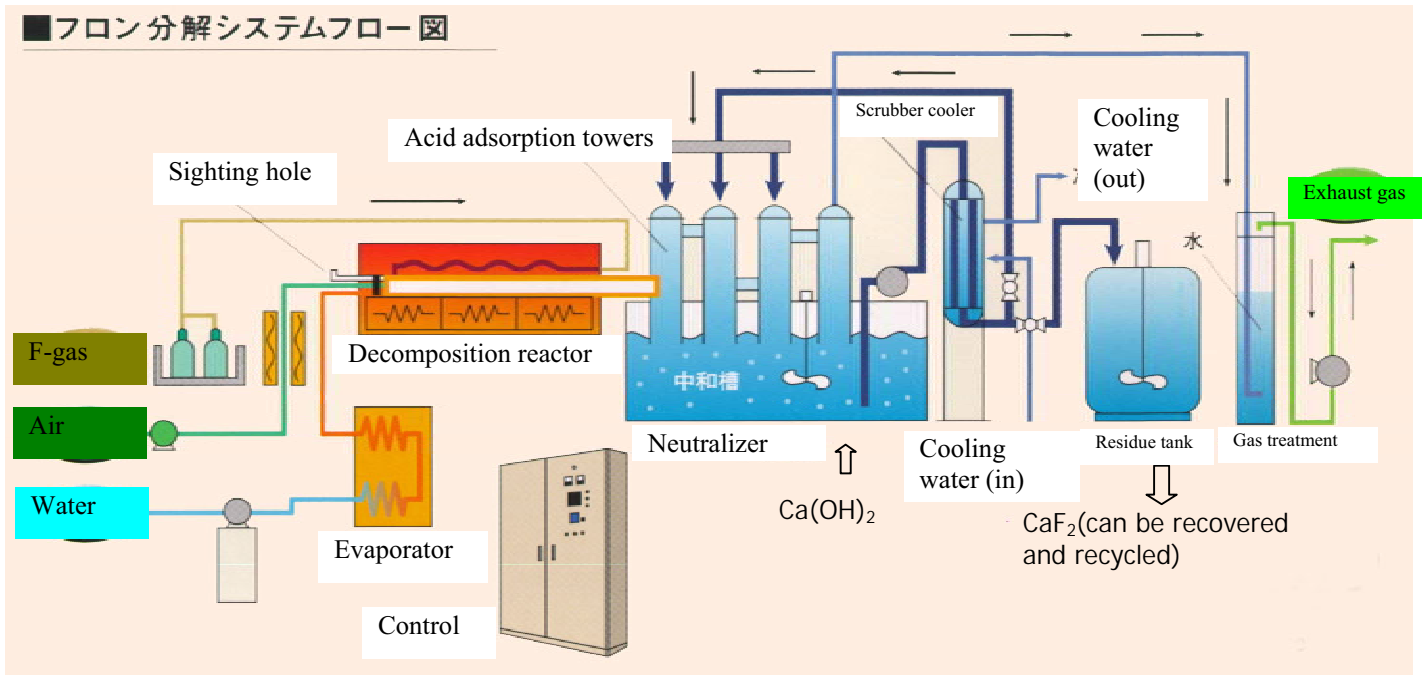 ■フロン分解システムフロー図
Scrubber cooler
Cooling
water
(out)
Acid adsorption towers
Sighting hole
Exhaust gas
水
F-gas
Decomposition reactor
中和槽
Air
Neutralizer
Cooling
water (in)
Residue tank
Gas treatment
Water
Ca(OH)₂
CaF₂(can be recovered
and recycled)
Evaporator
Control